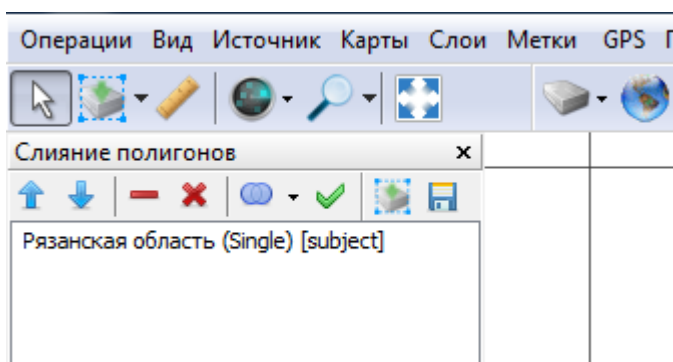 Операции Вид Источник Карты Слои Метки GPS
Слияние полигонов
Рязанская область (Single) [subject]